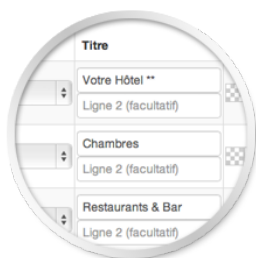 Titre
Votre Hôtel **
Ligne 2 (facultatif)
Chambres
Ligne 2 (facultatif)
Restaurants & Bar
Ligne 2 (facultatif)